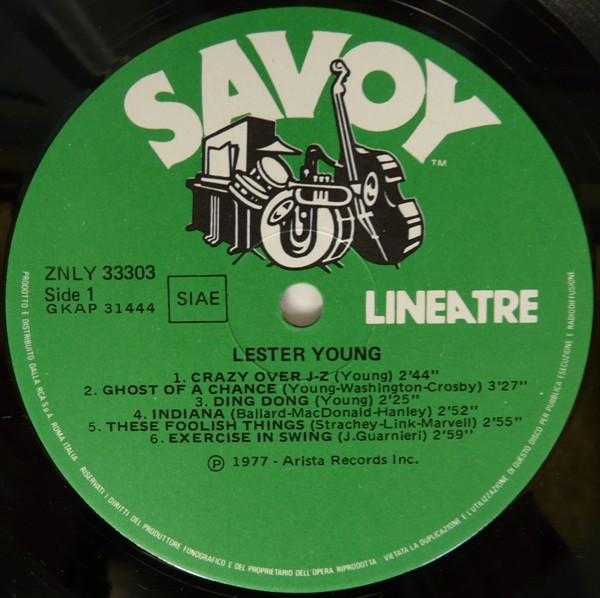 SAVOY
TM
ZNLY 33303
Side 1
GKAP 31444
SIAE
LINEATRE
LESTER YOUNG
1. CRAZY OVER J-Z (Young) 2'44"
2. GHOST OF A CHANCE (Young-Washington-Crosby) 3'27"
3. DING DONG (Young) 2'25"
4. INDIANA (Ballard-MacDonald-Hanley) 2'52"
5. THESE FOOLISH THINGS (Strachey-Link-Marvell) 2'55"
6. EXERCISE IN SWING (J.Guarnieri) 2'59"
Ⓟ 1977 - Arista Records Inc.
PRODOTTO E DISTRIBUITO DALLA RCA S.p.A. ROMA ITALIA - RISERVATI I DIRITTI DEL PRODUTTORE FONOGRAFICO E DEL PROPRIETARIO DELL'OPERA RIPRODOTTA - VIETATA LA DUPLICAZIONE E L'UTILIZZAZIONE DI QUESTO DISCO PER PUBBLICA ESECUZIONE E RADIODIFFUSIONE